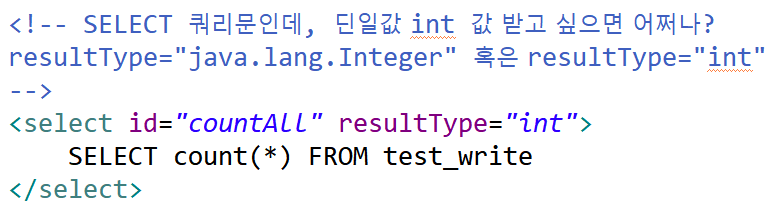 <!-- SELECT 쿼리문인데, 딘일값 int 값 받고 싶으면 어쩌나?
resultType="java.lang.Integer" 혹은 resultType="int"
-->
<select id="countAll" resultType="int">
    SELECT count(*) FROM test_write
</select>